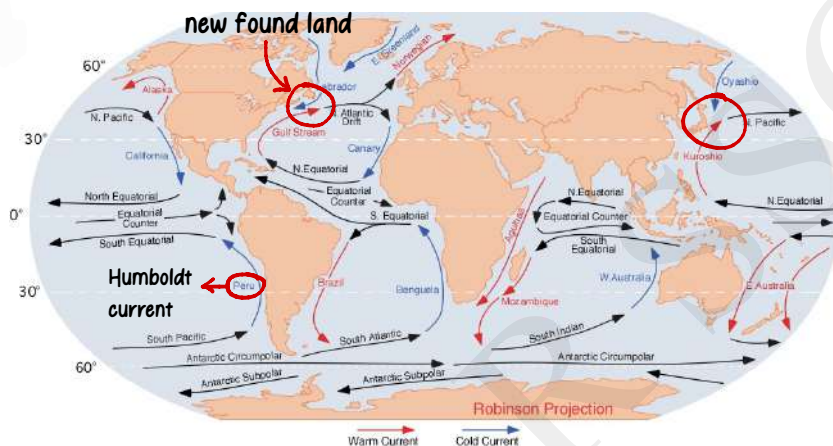 new found land
E.Greenland
Norwegian
60°
Alaska
Labrador
Oyashio
N. Pacific
N. Atlantic
Drift
N. Pacific
Gulf Stream
30°
California
Canary
Kuroshio
N.Equatorial
North Equatorial
Equatorial
Counter
N.Equatorial
N.Equatorial
0°
Equatorial
Counter
S. Equatorial
Equatorial Counter
South Equatorial
South
Equatorial
Agulhas
Humboldt
current
Peru
Brazil
Benguela
W.Australia
E.Australia
30°
Mozambique
South Pacific
South Atlantic
South Indian
60°
Antarctic Circumpolar
Antarctic Circumpolar
Antarctic Subpolar
Antarctic Subpolar
Robinson Projection
Warm Current
Cold Current